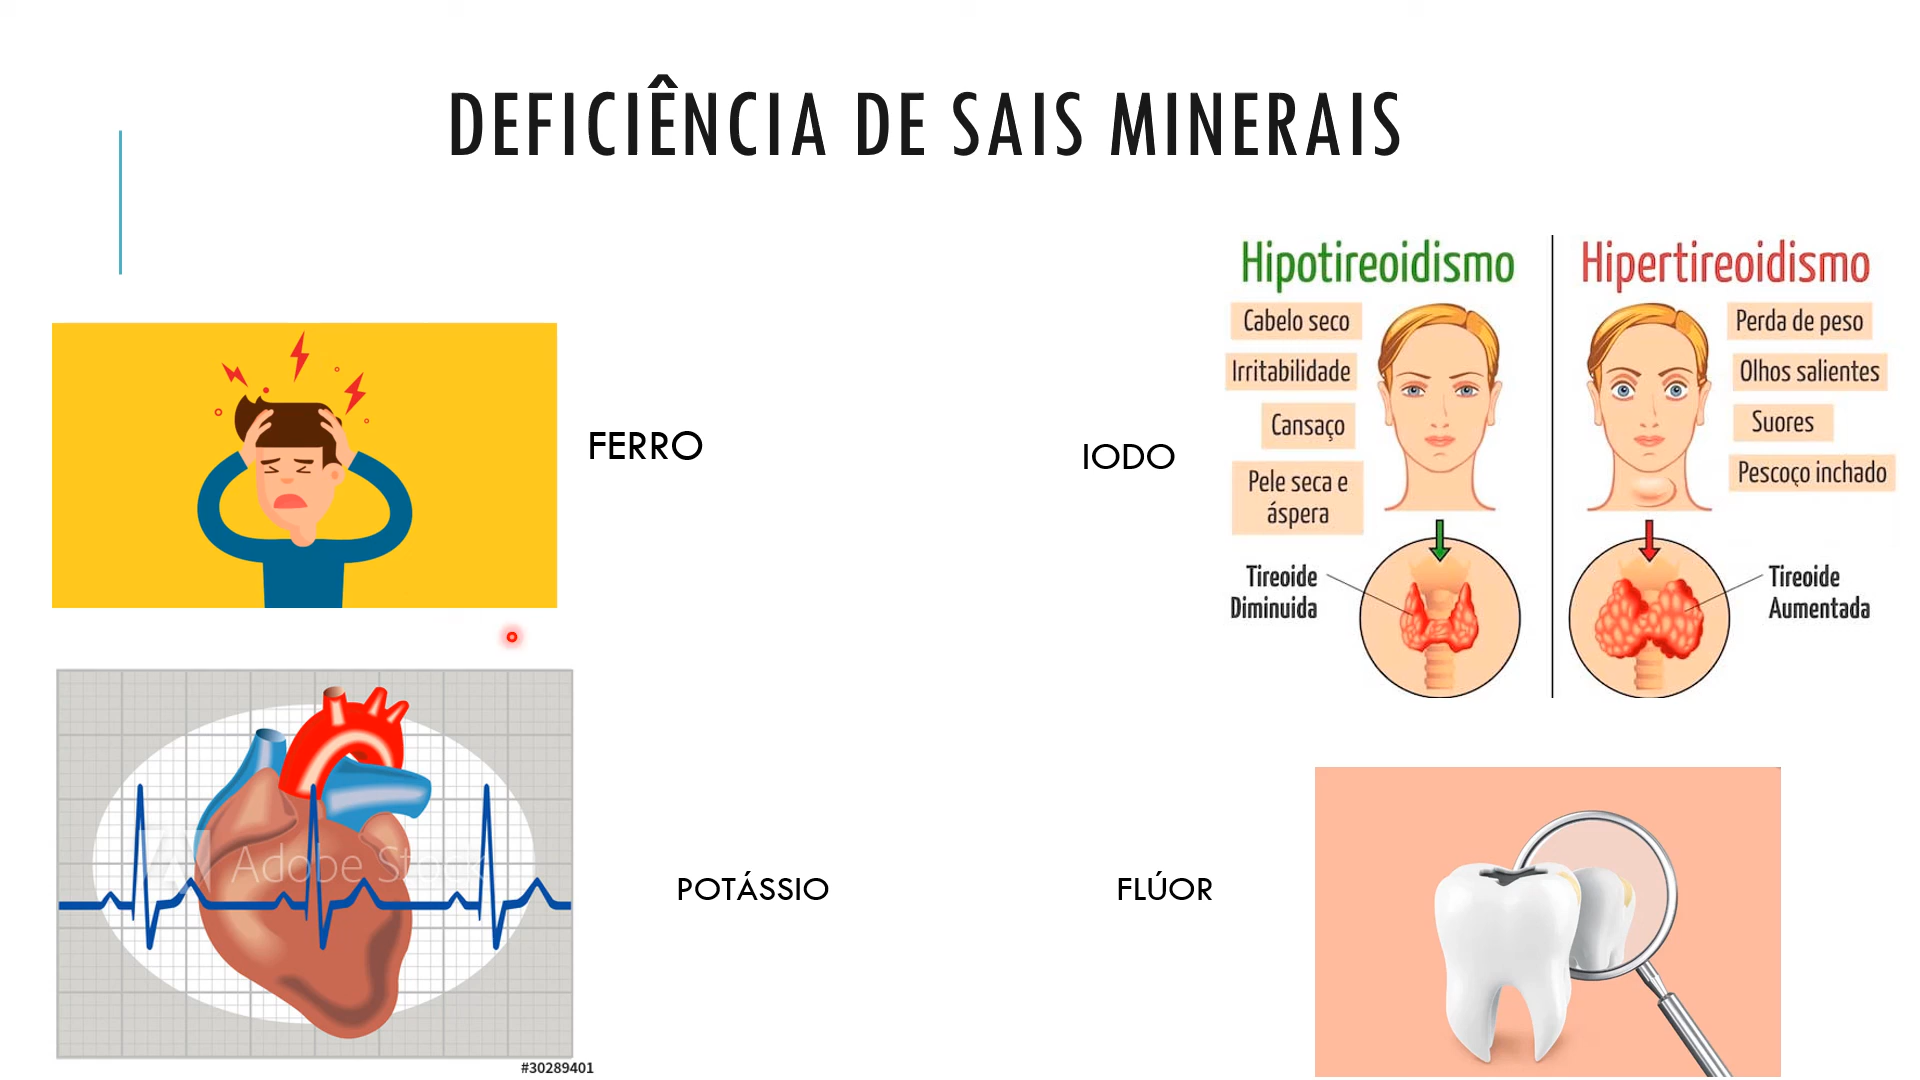 DEFICIÊNCIA DE SAIS MINERAIS
FERRO
IODO
Hipotireoidismo
Cabelo seco
Irritabilidade
Cansaço
Pele seca e
áspera
Tireoide
Diminuida
Hipertireoidismo
Perda de peso
Olhos salientes
Suores
Pescoço inchado
Tireoide
Aumentada
Adobe Stock
#30289401
POTÁSSIO
FLÚOR